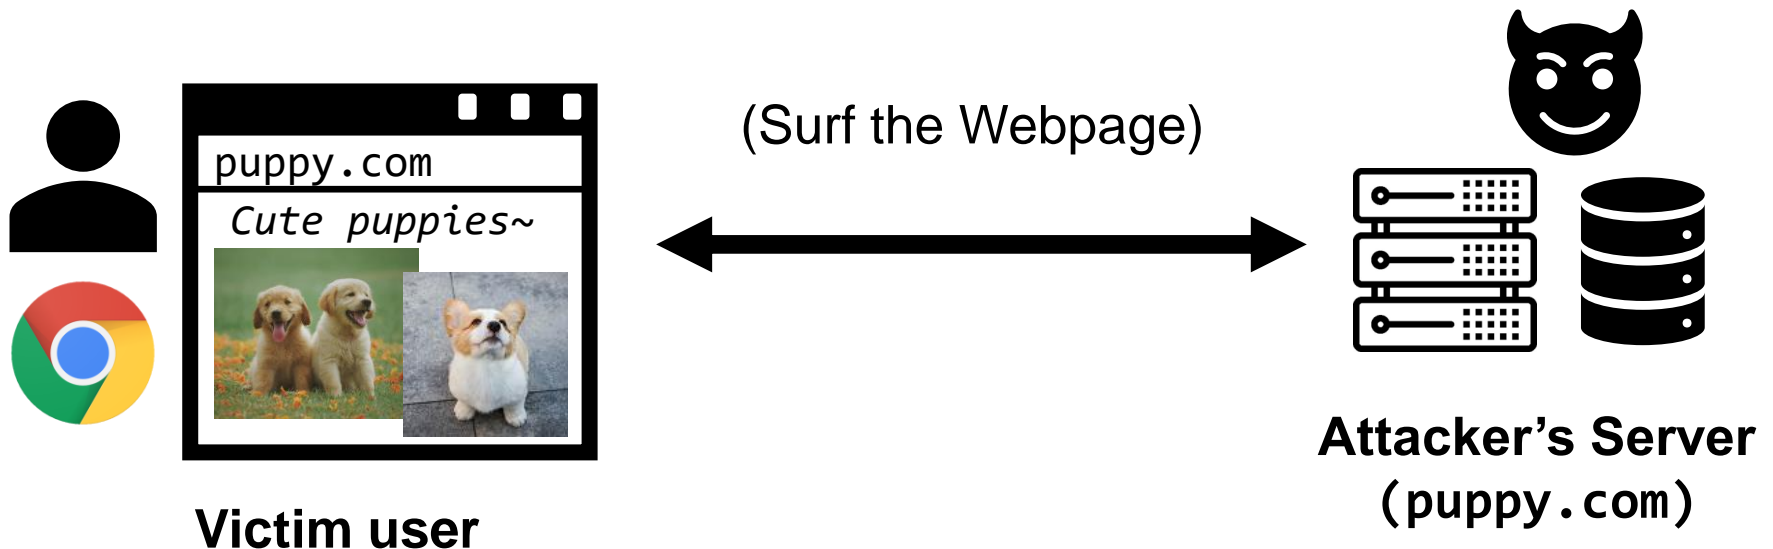 puppy.com
Cute puppies~
Victim user
(Surf the Webpage)
Attacker’s Server
(puppy.com)